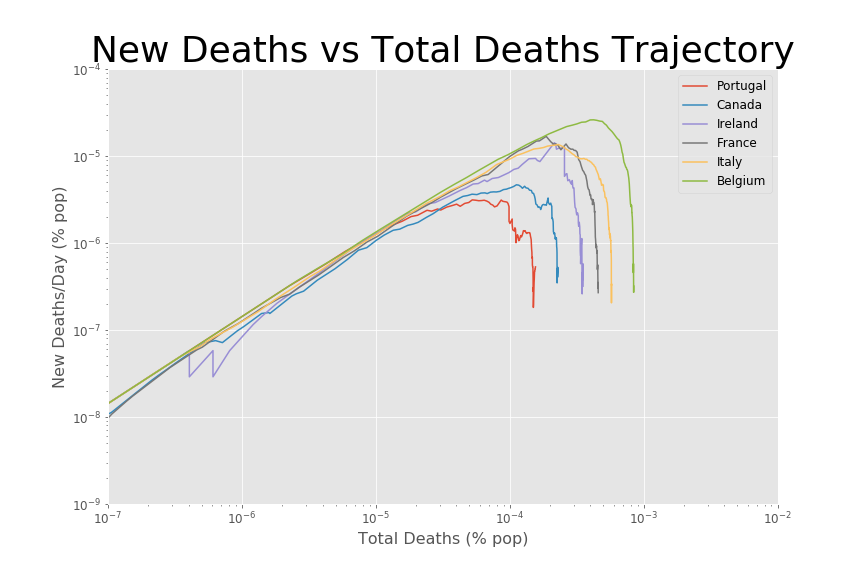 New Deaths vs Total Deaths Trajectory
10⁻⁴
10⁻⁵
10⁻⁶
10⁻⁷
10⁻⁸
10⁻⁹
New Deaths/Day (% pop)
Portugal
Canada
Ireland
France
Italy
Belgium
10⁻⁷ 10⁻⁶ 10⁻⁵ 10⁻⁴ 10⁻³ 10⁻²
Total Deaths (% pop)